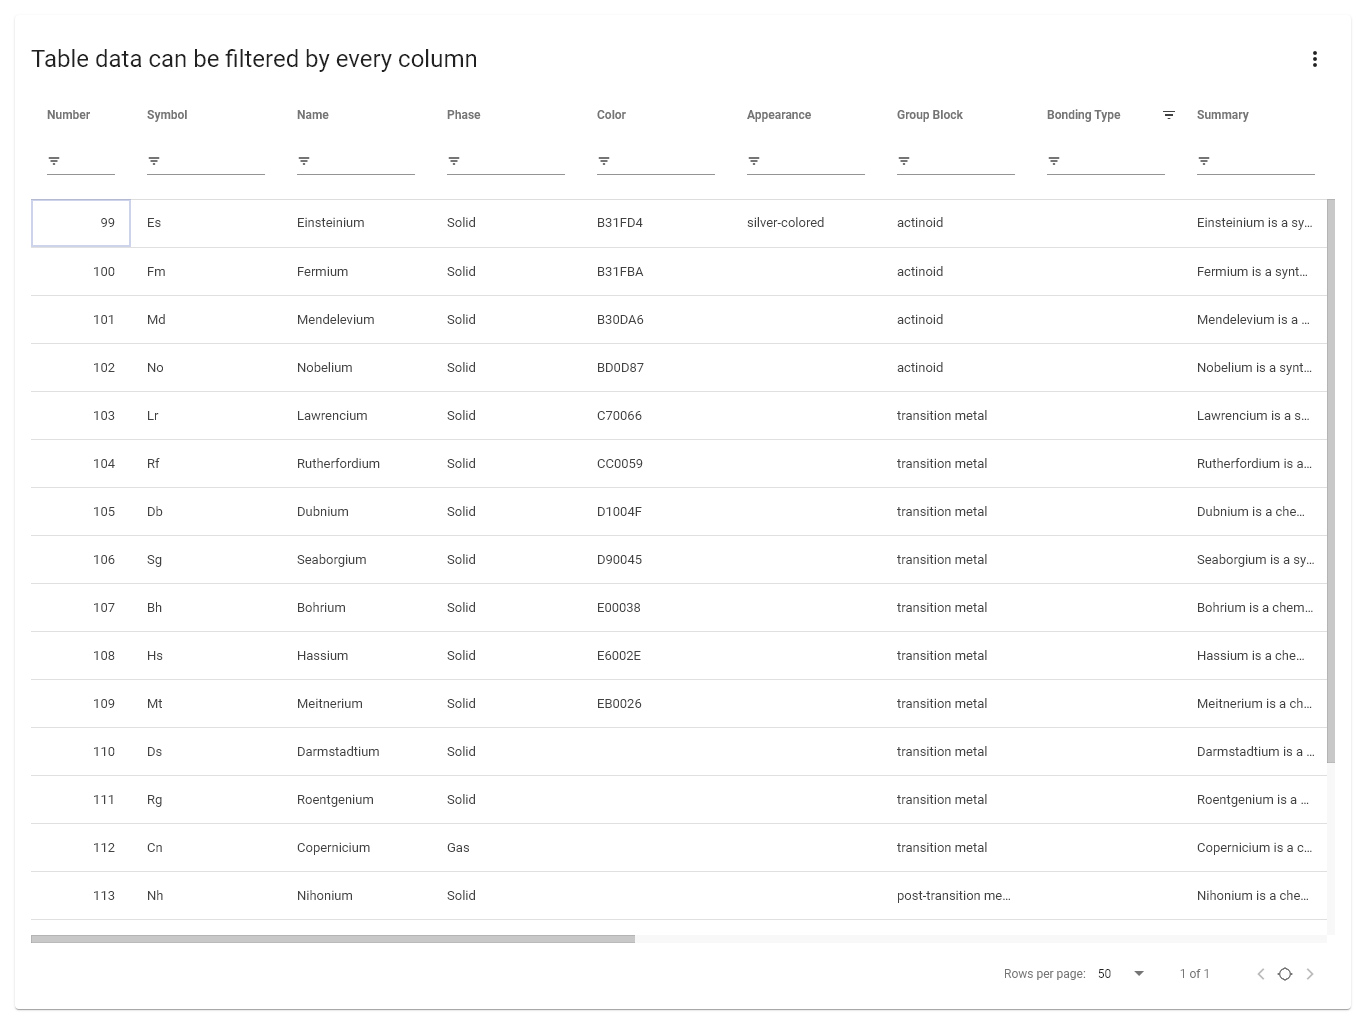 Table data can be filtered by every column
Number Symbol Name Phase Color Appearance Group Block Bonding Type Summary
99 Es Einsteinium Solid B31FD4 silver-colored actinoid Einsteinium is a sy...
100 Fm Fermium Solid B31FBA actinoid Fermium is a synt...
101 Md Mendelevium Solid B30DA6 actinoid Mendelevium is a ...
102 No Nobelium Solid BD0D87 actinoid Nobelium is a synt...
103 Lr Lawrencium Solid C70066 transition metal Lawrencium is a s...
104 Rf Rutherfordium Solid CC0059 transition metal Rutherfordium is a...
105 Db Dubnium Solid D1004F transition metal Dubnium is a che...
106 Sg Seaborgium Solid D90045 transition metal Seaborgium is a sy...
107 Bh Bohrium Solid E00038 transition metal Bohrium is a chem...
108 Hs Hassium Solid E6002E transition metal Hassium is a che...
109 Mt Meitnerium Solid EB0026 transition metal Meitnerium is a ch...
110 Ds Darmstadtium Solid transition metal Darmstadtium is a ...
111 Rg Roentgenium Solid transition metal Roentgenium is a ...
112 Cn Copernicium Gas transition metal Copernicium is a c...
113 Nh Nihonium Solid post-transition me... Nihonium is a che...
Rows per page: 50 1 of 1